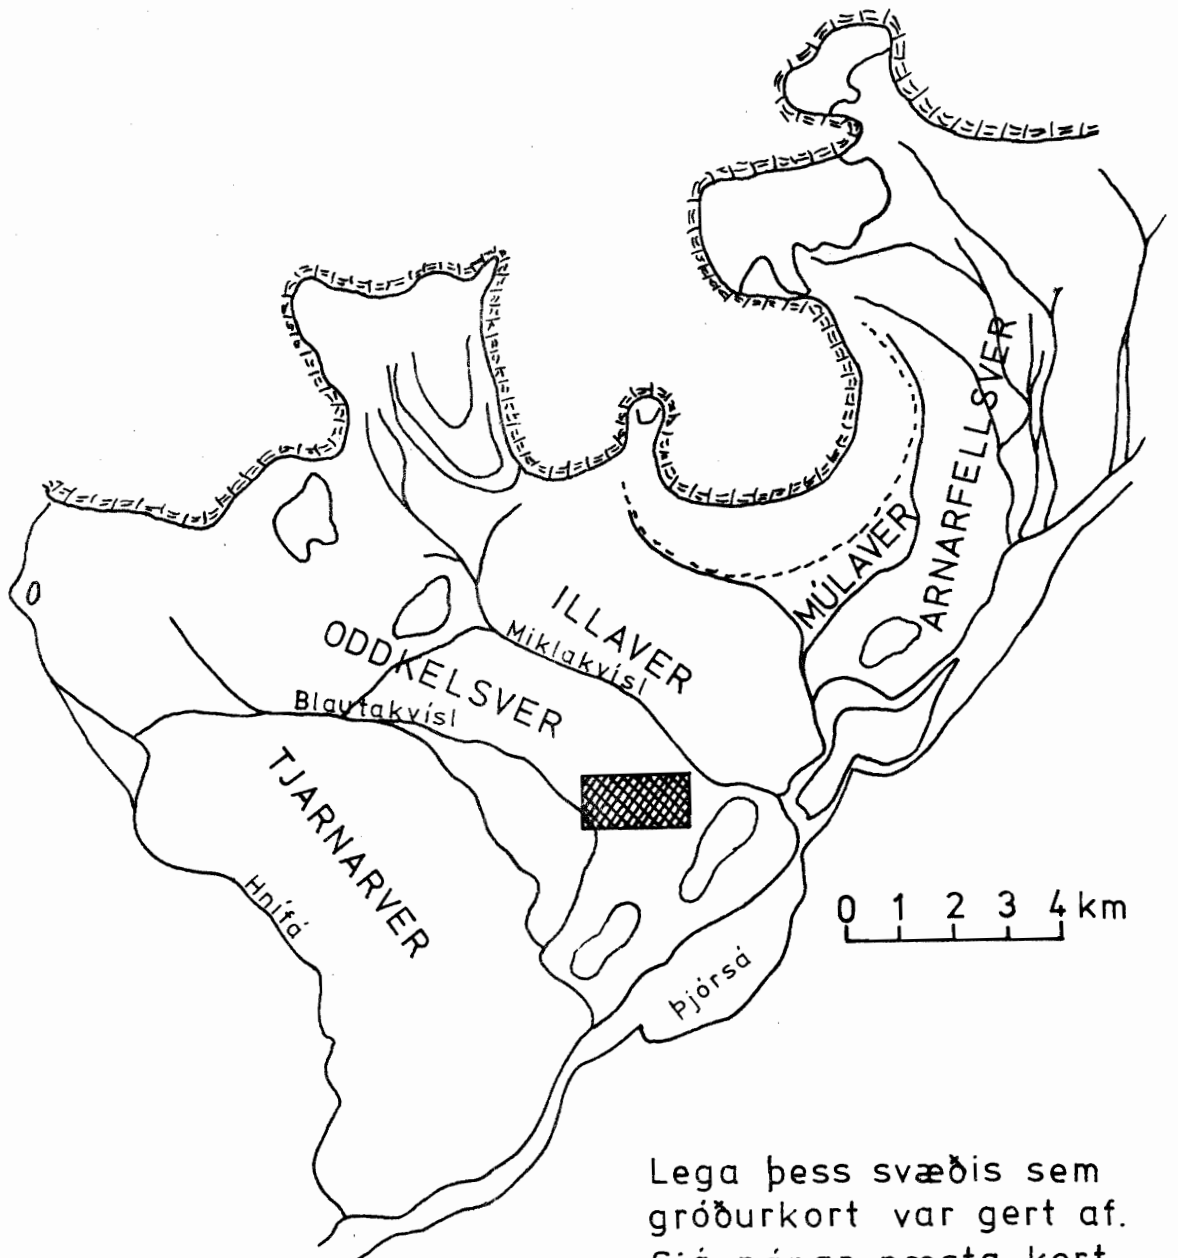 ARNARFELLSVER
MÚLAVER
ILLAVER
Miklakvísl
ODDKELSVER
Blautakvísl
TJARNARVER
Hnífá
0 1 2 3 4 km
Þjórsá
Lega þess svæðis sem
gróðurkort var gert af.